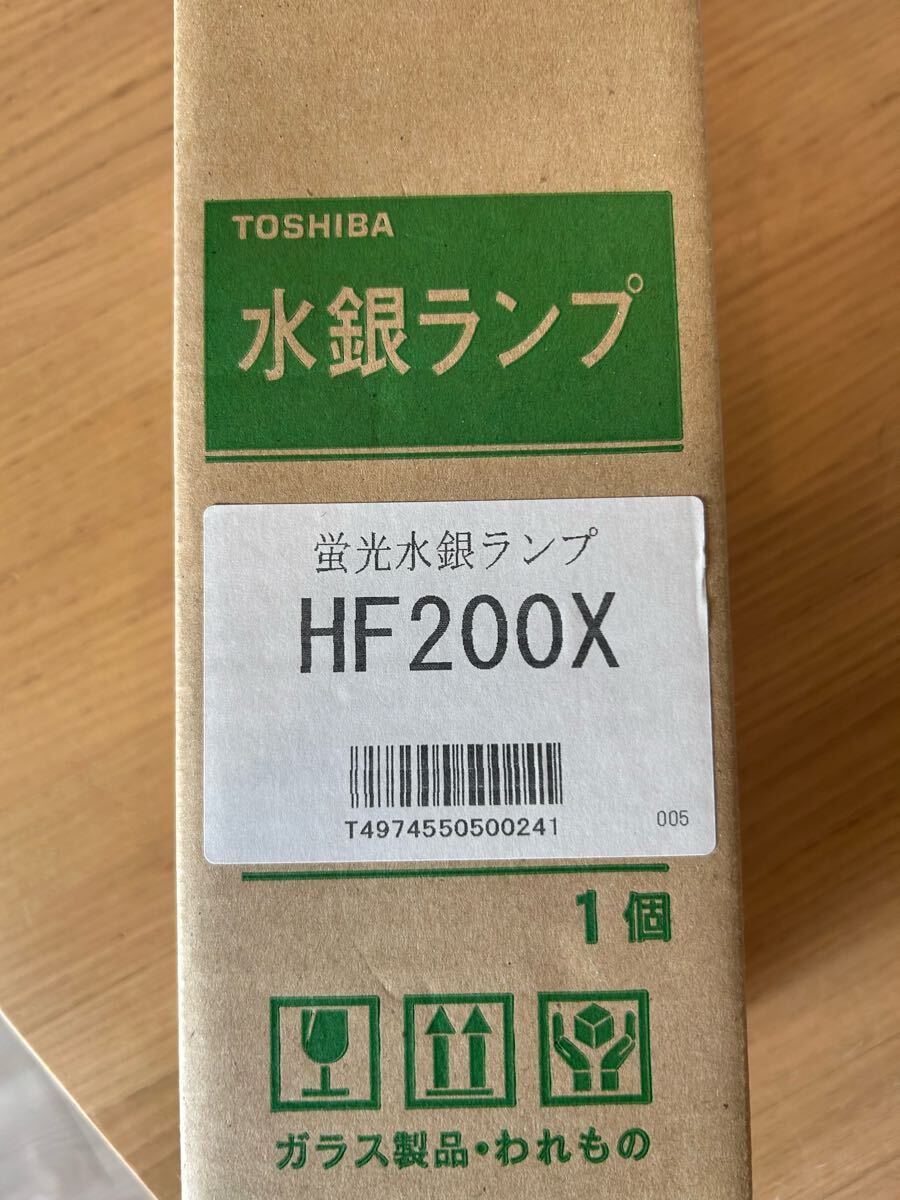 TOSHIBA
水銀ランプ
蛍光水銀ランプ
HF200X
T4974550500241
005
1個
ガラス製品・われもの